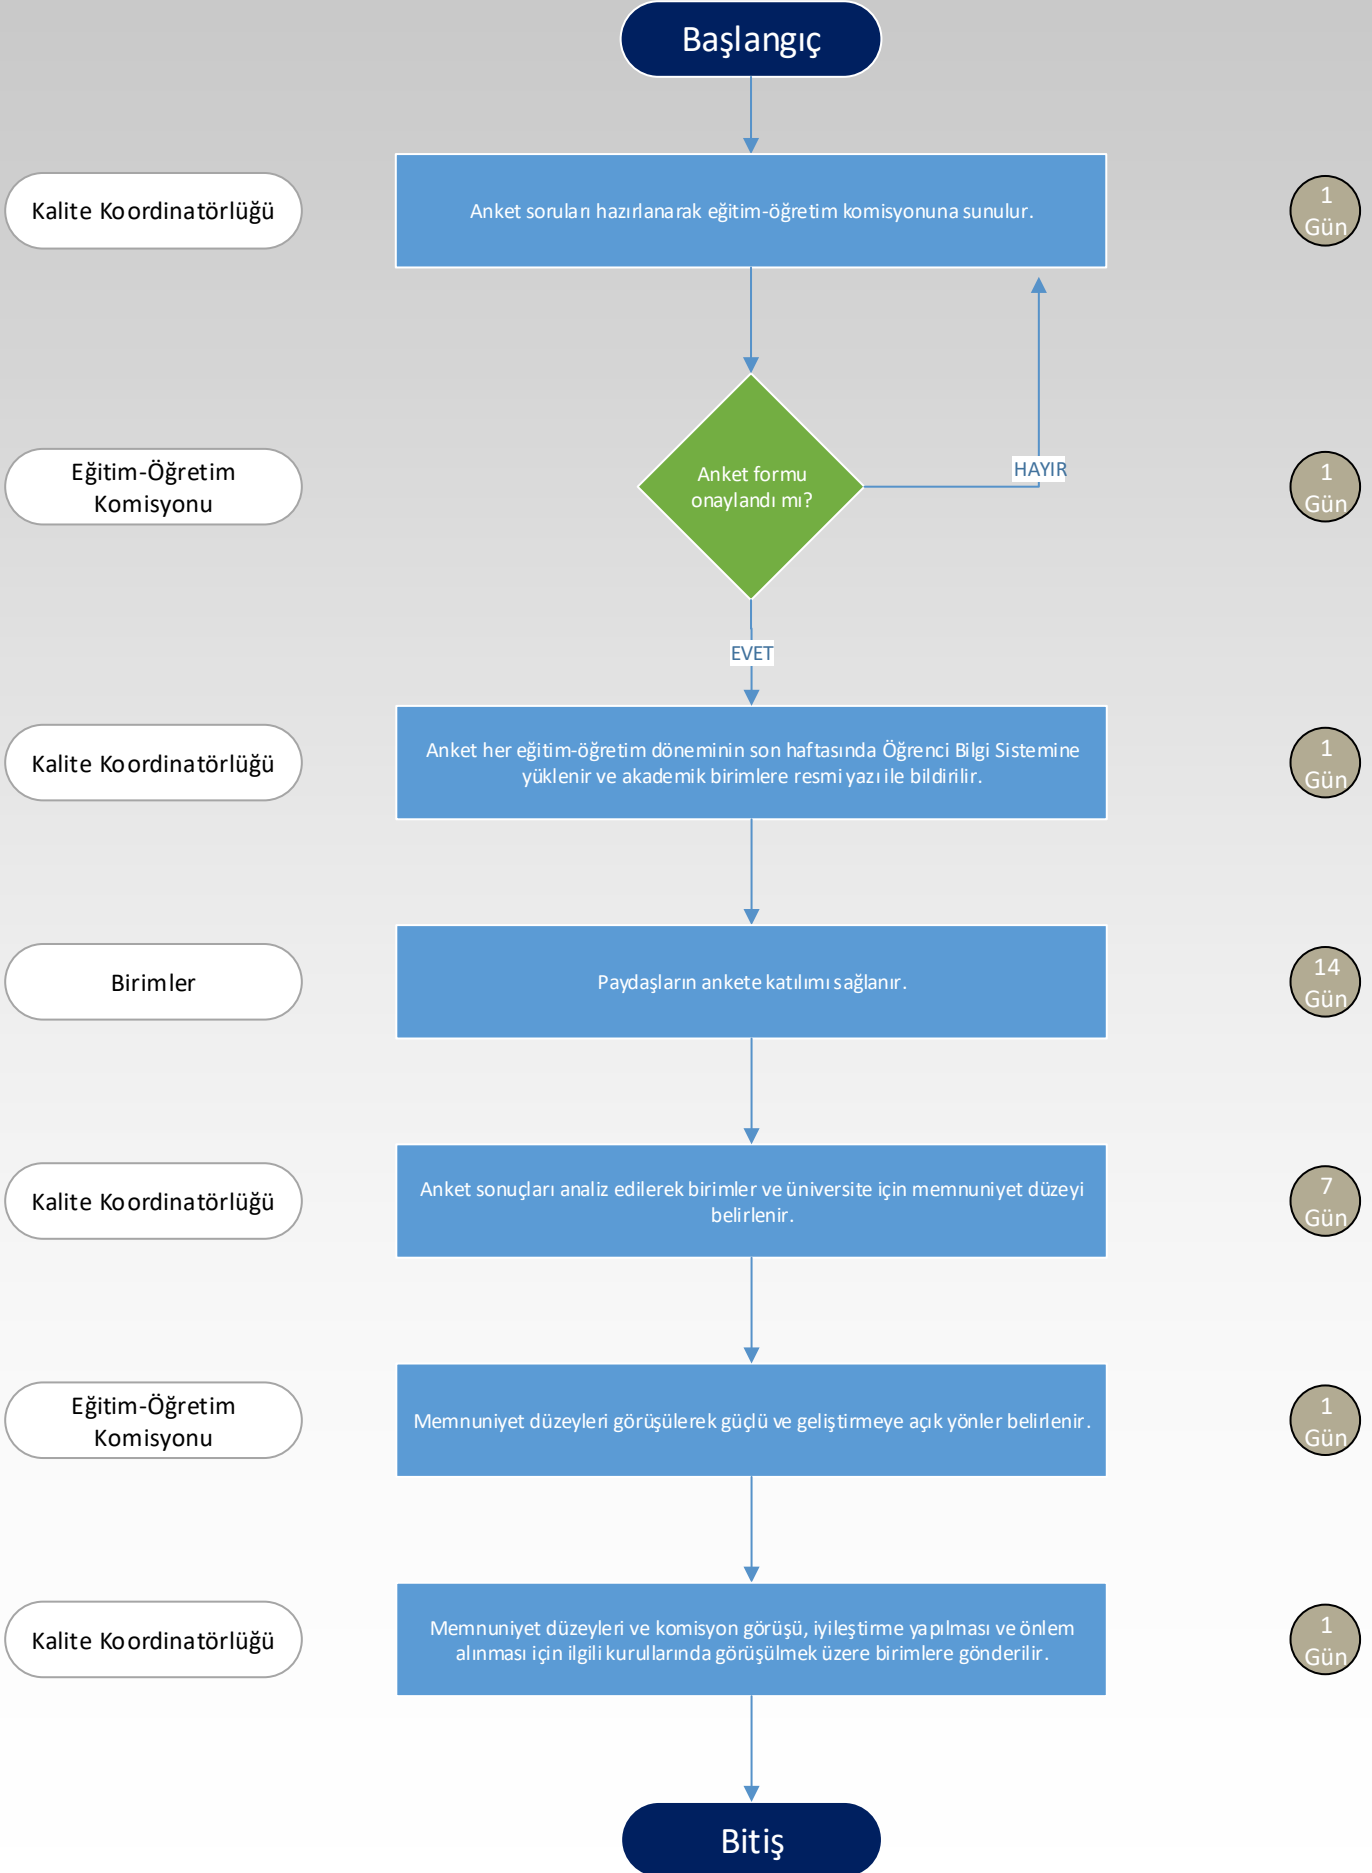 Başlangıç
Kalite Koordinatörlüğü
Anket soruları hazırlanarak eğitim-öğretim komisyonuna sunulur.
1
Gün
Eğitim-Öğretim
Komisyonu
Anket formu
onaylandı mı?
HAYIR
1
Gün
EVET
Kalite Koordinatörlüğü
Anket her eğitim-öğretim döneminin son haftasında Öğrenci Bilgi Sistemine
yüklenir ve akademik birimlere resmi yazı ile bildirilir.
1
Gün
Birimler
Paydaşların ankete katılımı sağlanır.
14
Gün
Kalite Koordinatörlüğü
Anket sonuçları analiz edilerek birimler ve üniversite için memnuniyet düzeyi
belirlenir.
7
Gün
Eğitim-Öğretim
Komisyonu
Memnuniyet düzeyleri görüşülerek güçlü ve geliştirmeye açık yönler belirlenir.
1
Gün
Kalite Koordinatörlüğü
Memnuniyet düzeyleri ve komisyon görüşü, iyileştirme yapılması ve önlem
alınması için ilgili kurullarında görüşülmek üzere birimlere gönderilir.
1
Gün
Bitiş